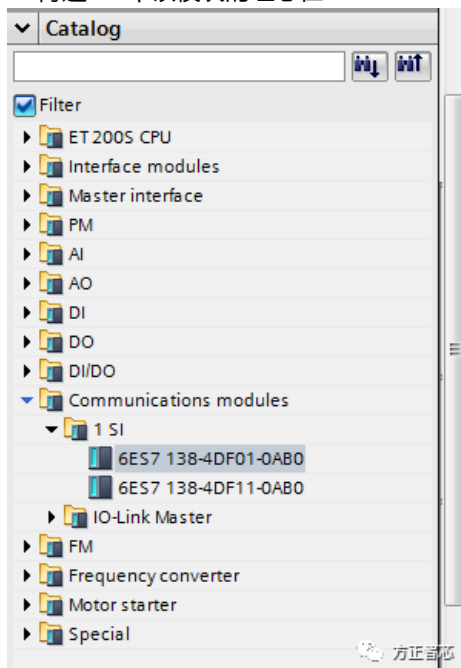 Catalog
Filter
ET 200S CPU
Interface modules
Master interface
PM
AI
AO
DI
DO
DI/DO
Communications modules
1 SI
6ES7 138-4DF01-0AB0
6ES7 138-4DF11-0AB0
IO-Link Master
FM
Frequency converter
Motor starter
Special
方正智芯